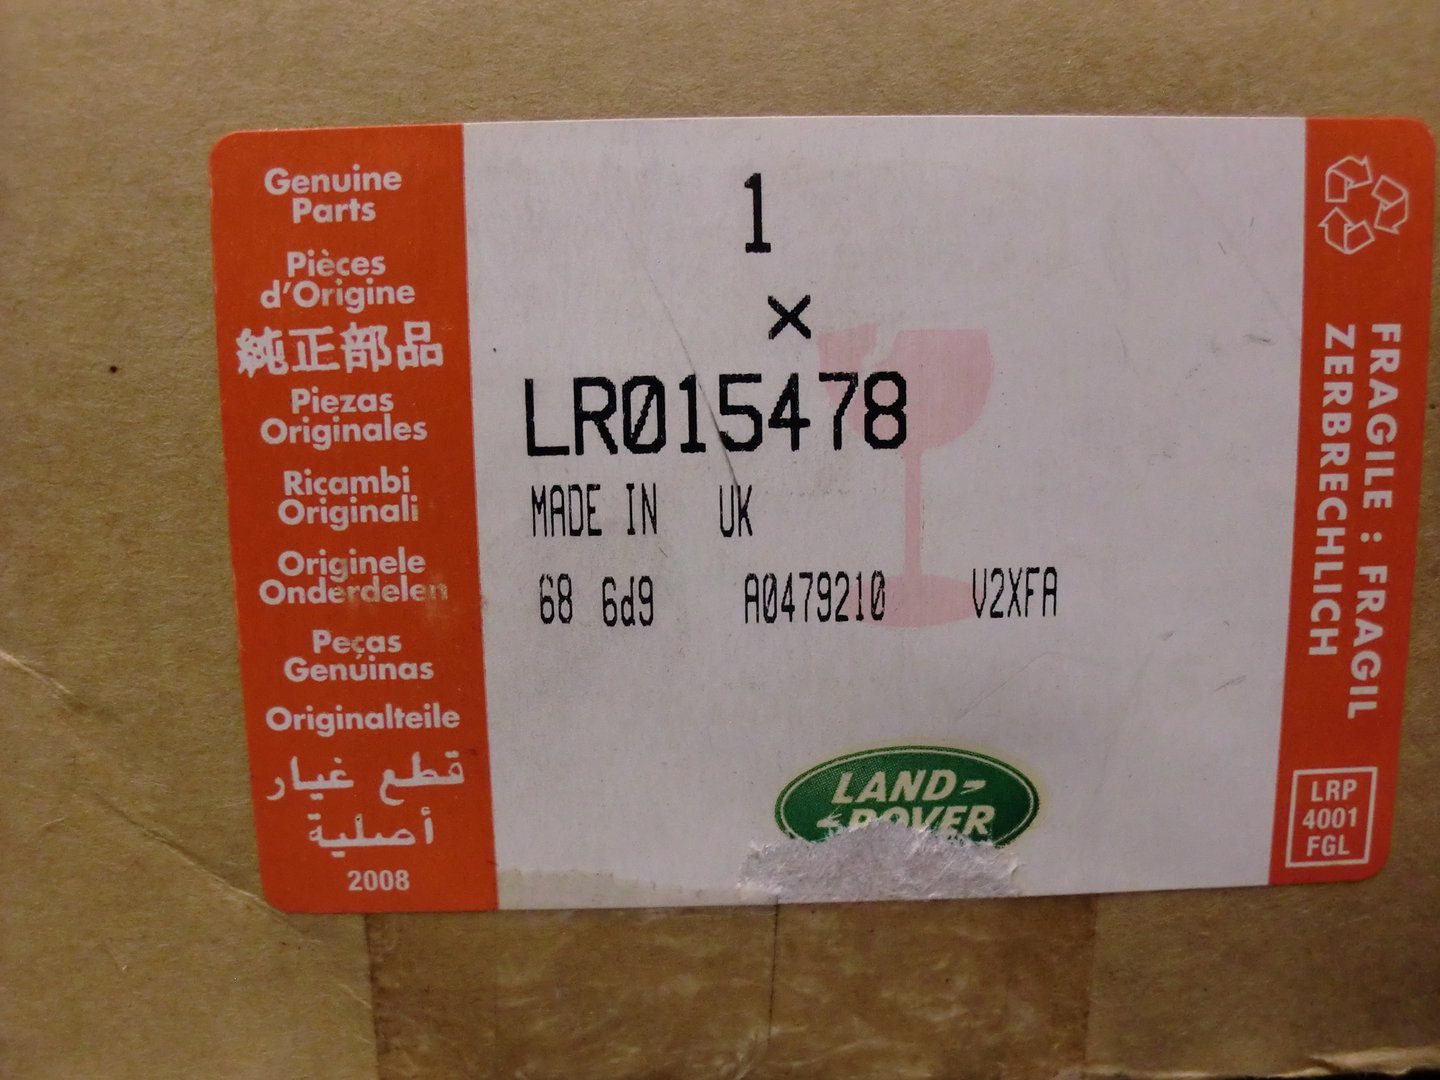 Genuine
Parts
Pièces
d'Origine
純正部品
Piezas
Originales
Ricambi
Originali
Originele
Onderdelen
Peças
Genuinas
Originalteile
قطع غيار
أصلية
2008
1
×
LR015478
MADE IN UK
68 6d9 A0479210 V2XFA
LAND-
ROVER
FRAGILE : FRAGIL
ZERBRECHLICH
LRP
4001
FGL